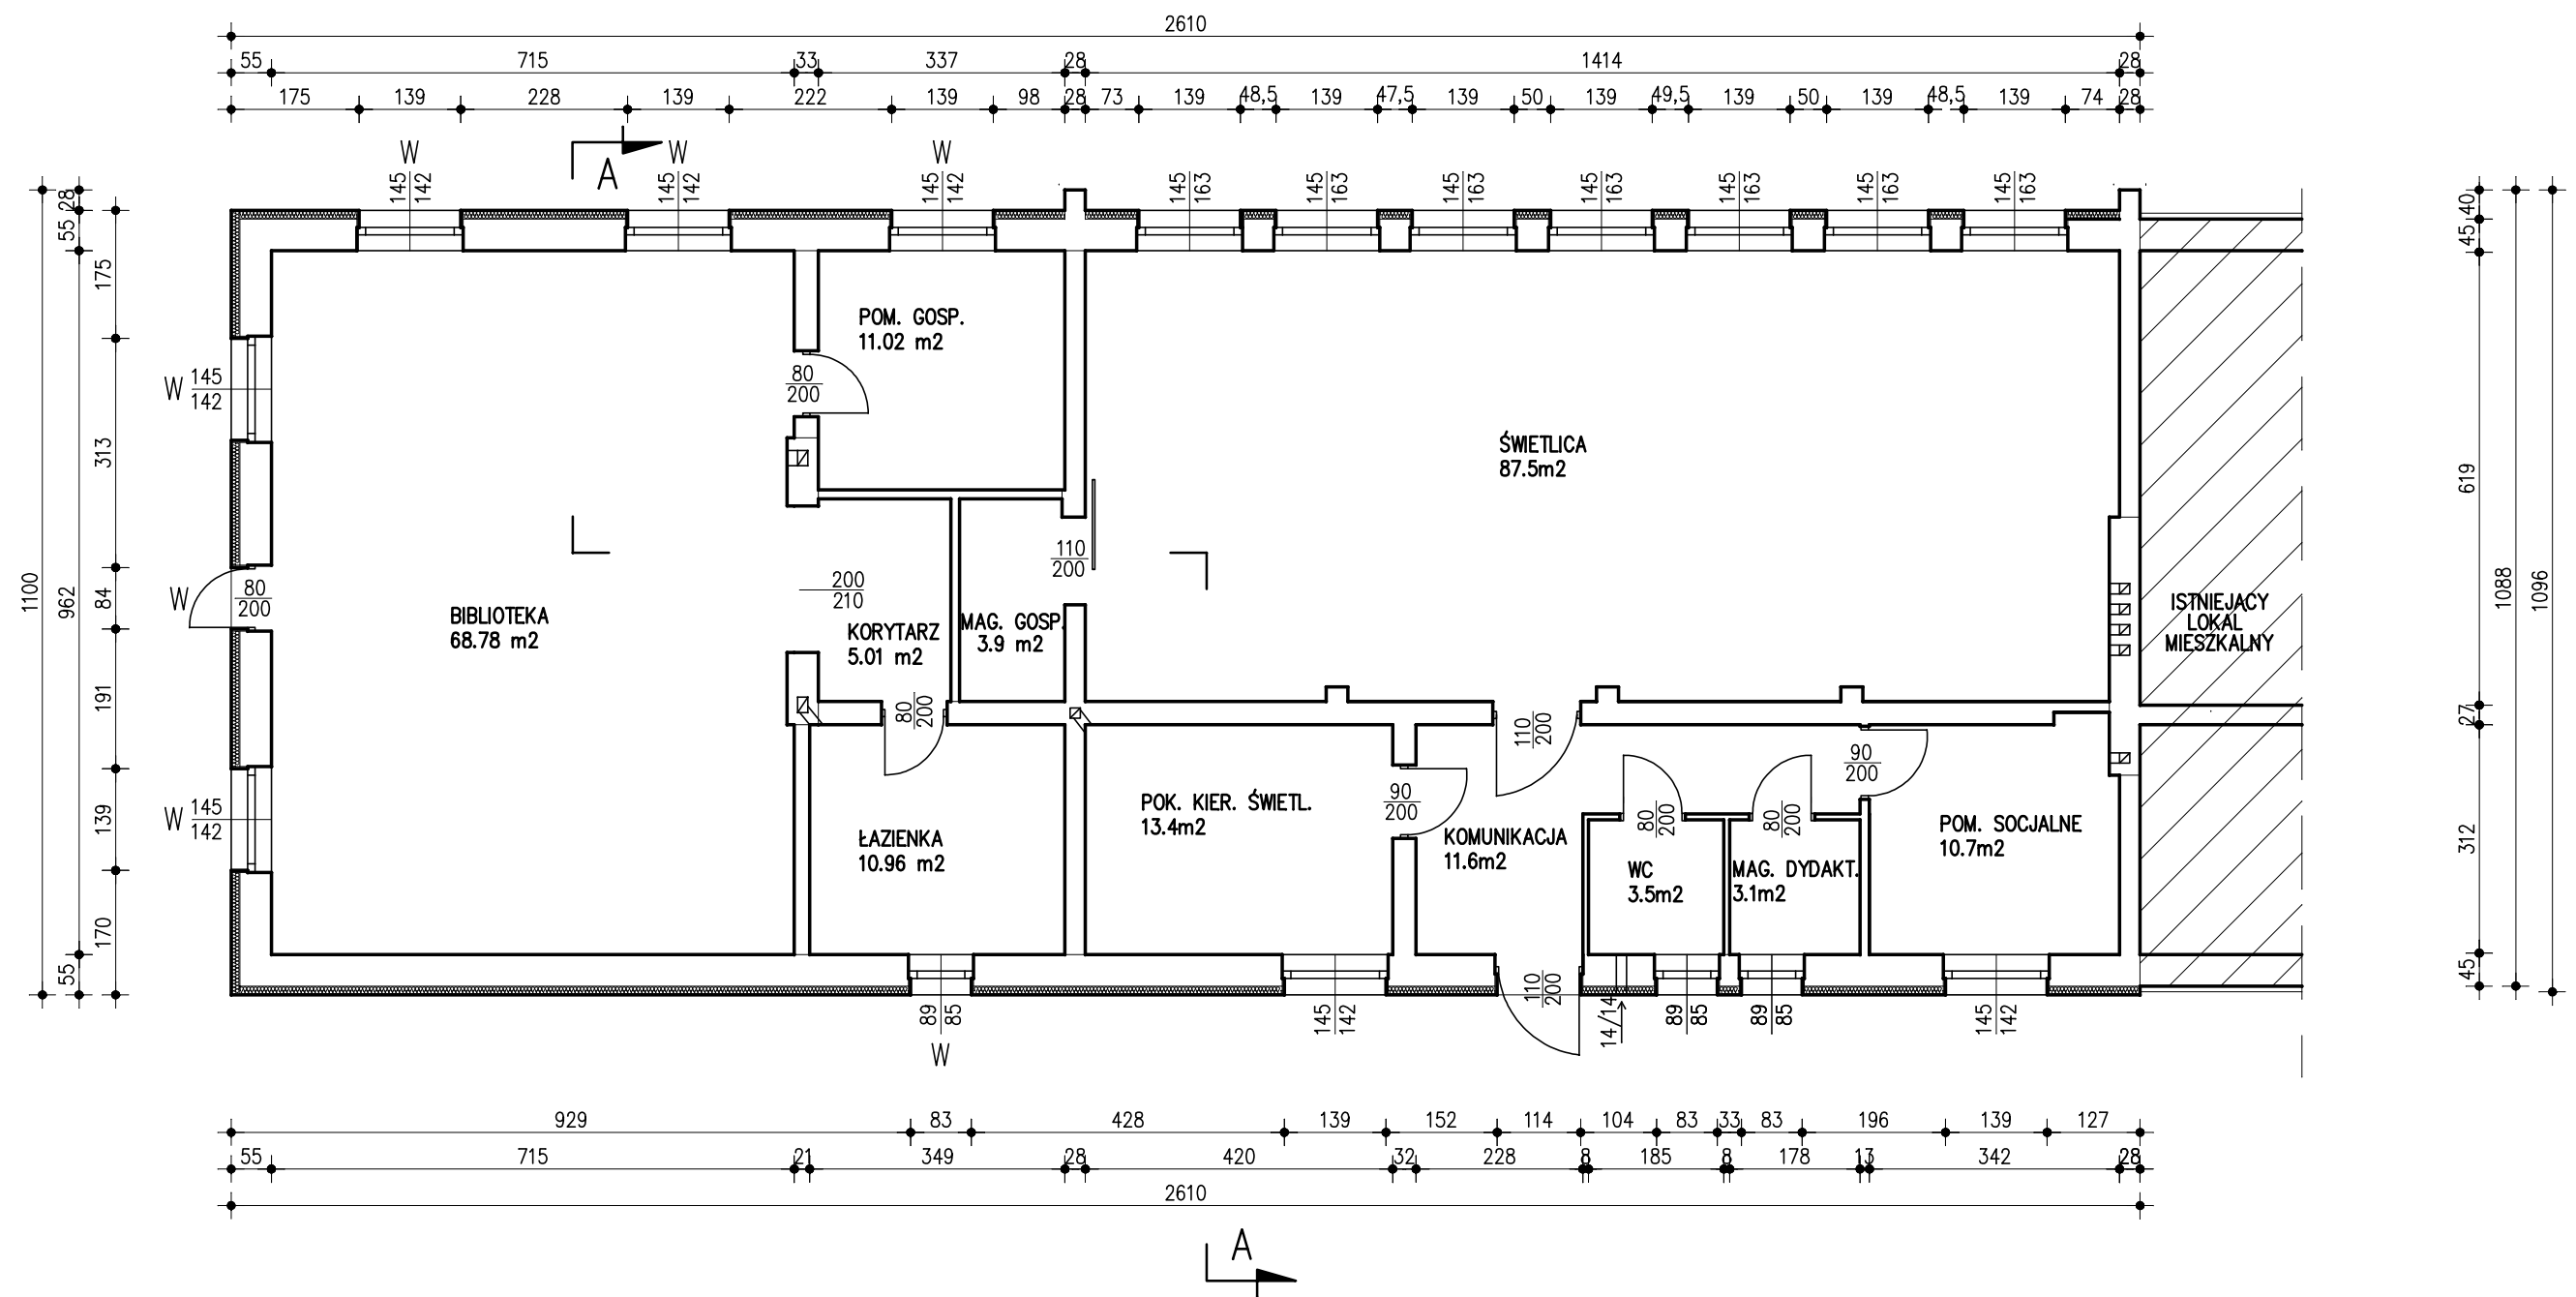 2610
55 715 33 337 28 1414 28
175 139 228 139 222 139 98 28 73 139 48,5 139 47,5 139 50 139 49,5 139 50 139 48,5 139 74 28
W A W W
145 142
145 142
145 142
145 163
145 163
145 163
145 163
145 163
145 163
145 163
1100
28 55 962 55
175 313 84 191 139 170
40 45 619 27 312 45
1088
1096
W 145
142
POM. GOSP.
11.02 m2
80
200
ŚWIETLICA
87.5m2
W 80
200
200
210
110
200
BIBLIOTEKA
68.78 m2
KORYTARZ
5.01 m2
MAG. GOSP.
3.9 m2
ISTNIEJACY
LOKAL
MIESZKALNY
80
200
110
200
90
200
W 145
142
POK. KIER. ŚWIETL.
13.4m2
90
200
80
200
80
200
ŁAZIENKA
10.96 m2
KOMUNIKACJA
11.6m2
WC
3.5m2
MAG. DYDAKT.
3.1m2
POM. SOCJALNE
10.7m2
110
200
89
85
W
145
142
14/14
89
85
89
85
145
142
929 83 428 139 152 114 104 83 33 83 196 139 127
55 715 21 349 28 420 32 228 8 185 8 178 13 342 28
2610
A